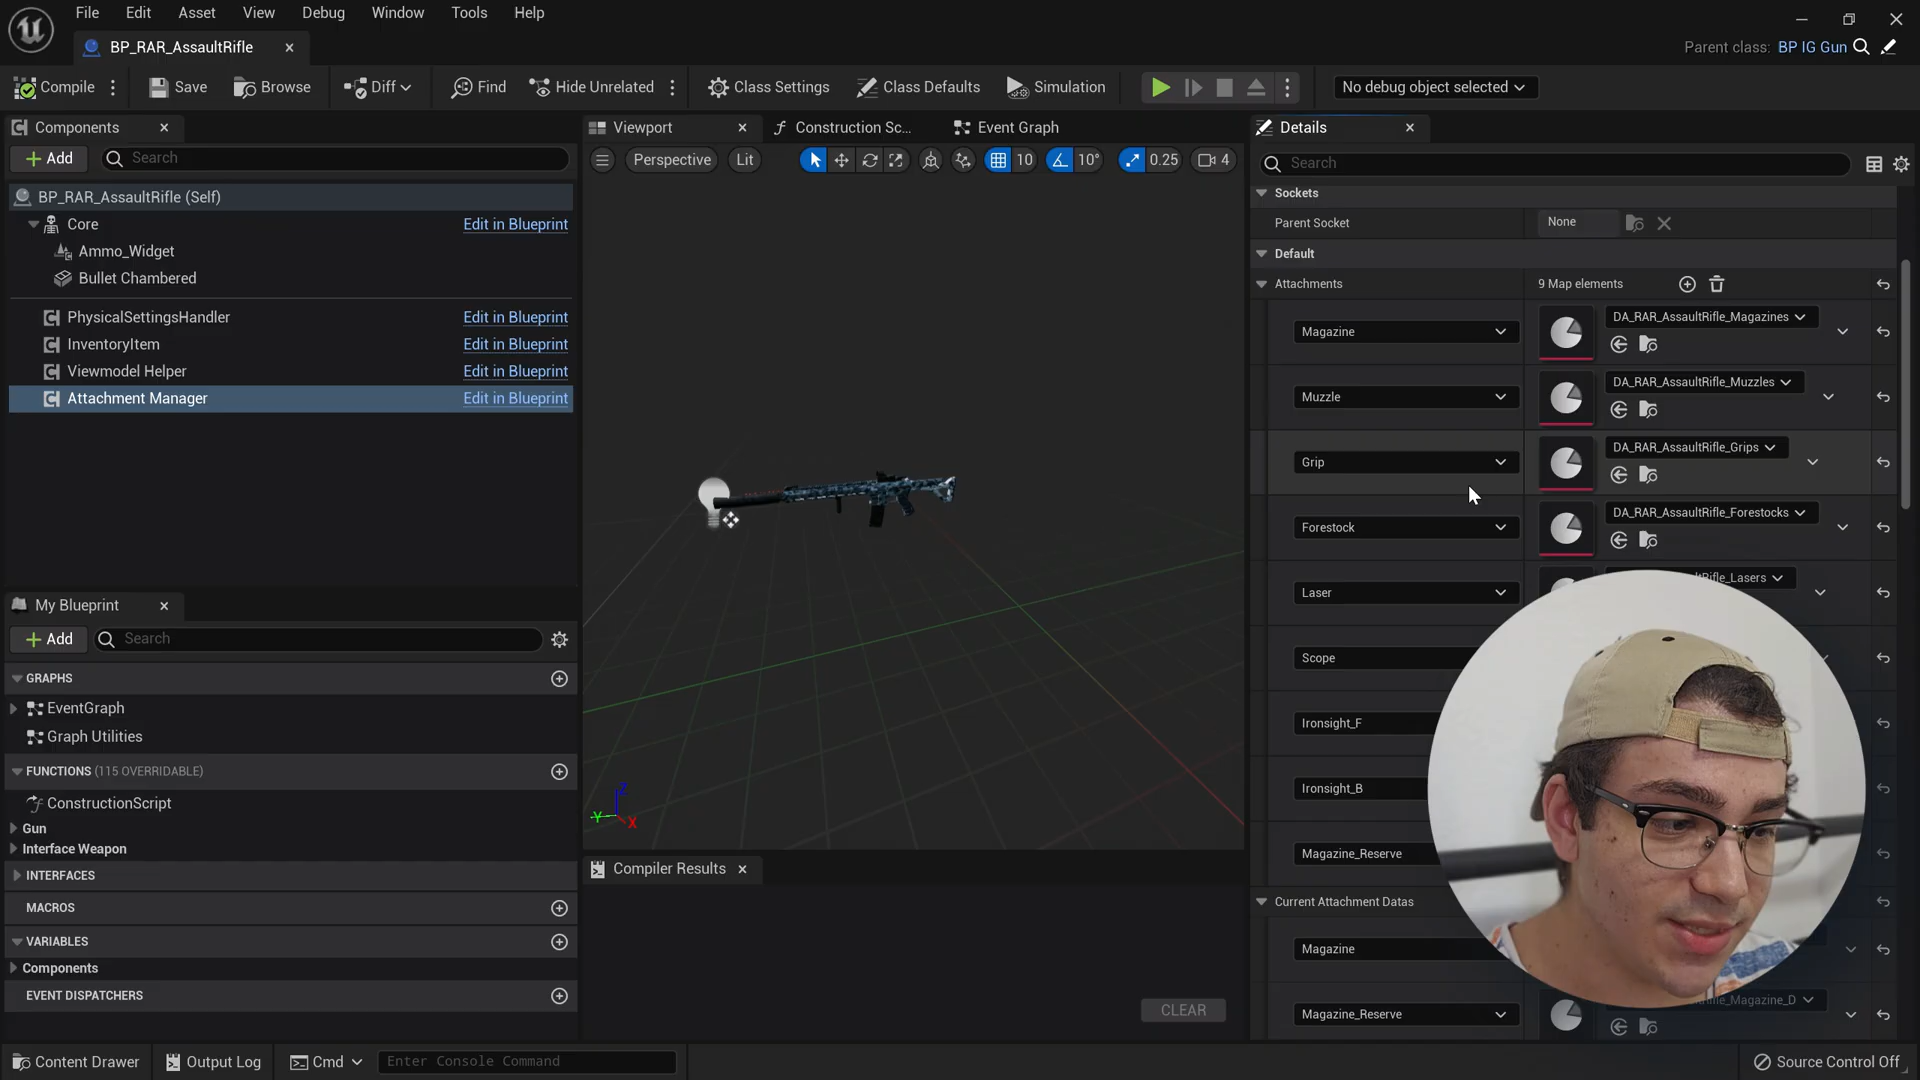 File Edit Asset View Debug Window Tools Help
BP_RAR_AssaultRifle
Parent class: BP IG Gun
Compile Save Browse Diff Find Hide Unrelated Class Settings Class Defaults Simulation No debug object selected
Components
Add Search
BP_RAR_AssaultRifle (Self)
Core Edit in Blueprint
Ammo_Widget
Bullet Chambered
PhysicalSettingsHandler Edit in Blueprint
InventoryItem Edit in Blueprint
Viewmodel Helper Edit in Blueprint
Attachment Manager Edit in Blueprint
My Blueprint
Add Search
GRAPHS
EventGraph
Graph Utilities
FUNCTIONS (115 OVERRIDABLE)
ConstructionScript
Gun
Interface Weapon
INTERFACES
MACROS
VARIABLES
Components
EVENT DISPATCHERS
Viewport Construction Sc... Event Graph
Perspective Lit 10 10° 0.25 4
Z
Y
X
Compiler Results
CLEAR
Details
Search
Sockets
Parent Socket None
Default
Attachments 9 Map elements
Magazine DA_RAR_AssaultRifle_Magazines
Muzzle DA_RAR_AssaultRifle_Muzzles
Grip DA_RAR_AssaultRifle_Grips
Forestock DA_RAR_AssaultRifle_Forestocks
Laser Rifle_Lasers
Scope
Ironsight_F
Ironsight_B
Magazine_Reserve
Current Attachment Datas
Magazine
Magazine_Reserve Magazine_D
Content Drawer Output Log Cmd Enter Console Command Source Control Off